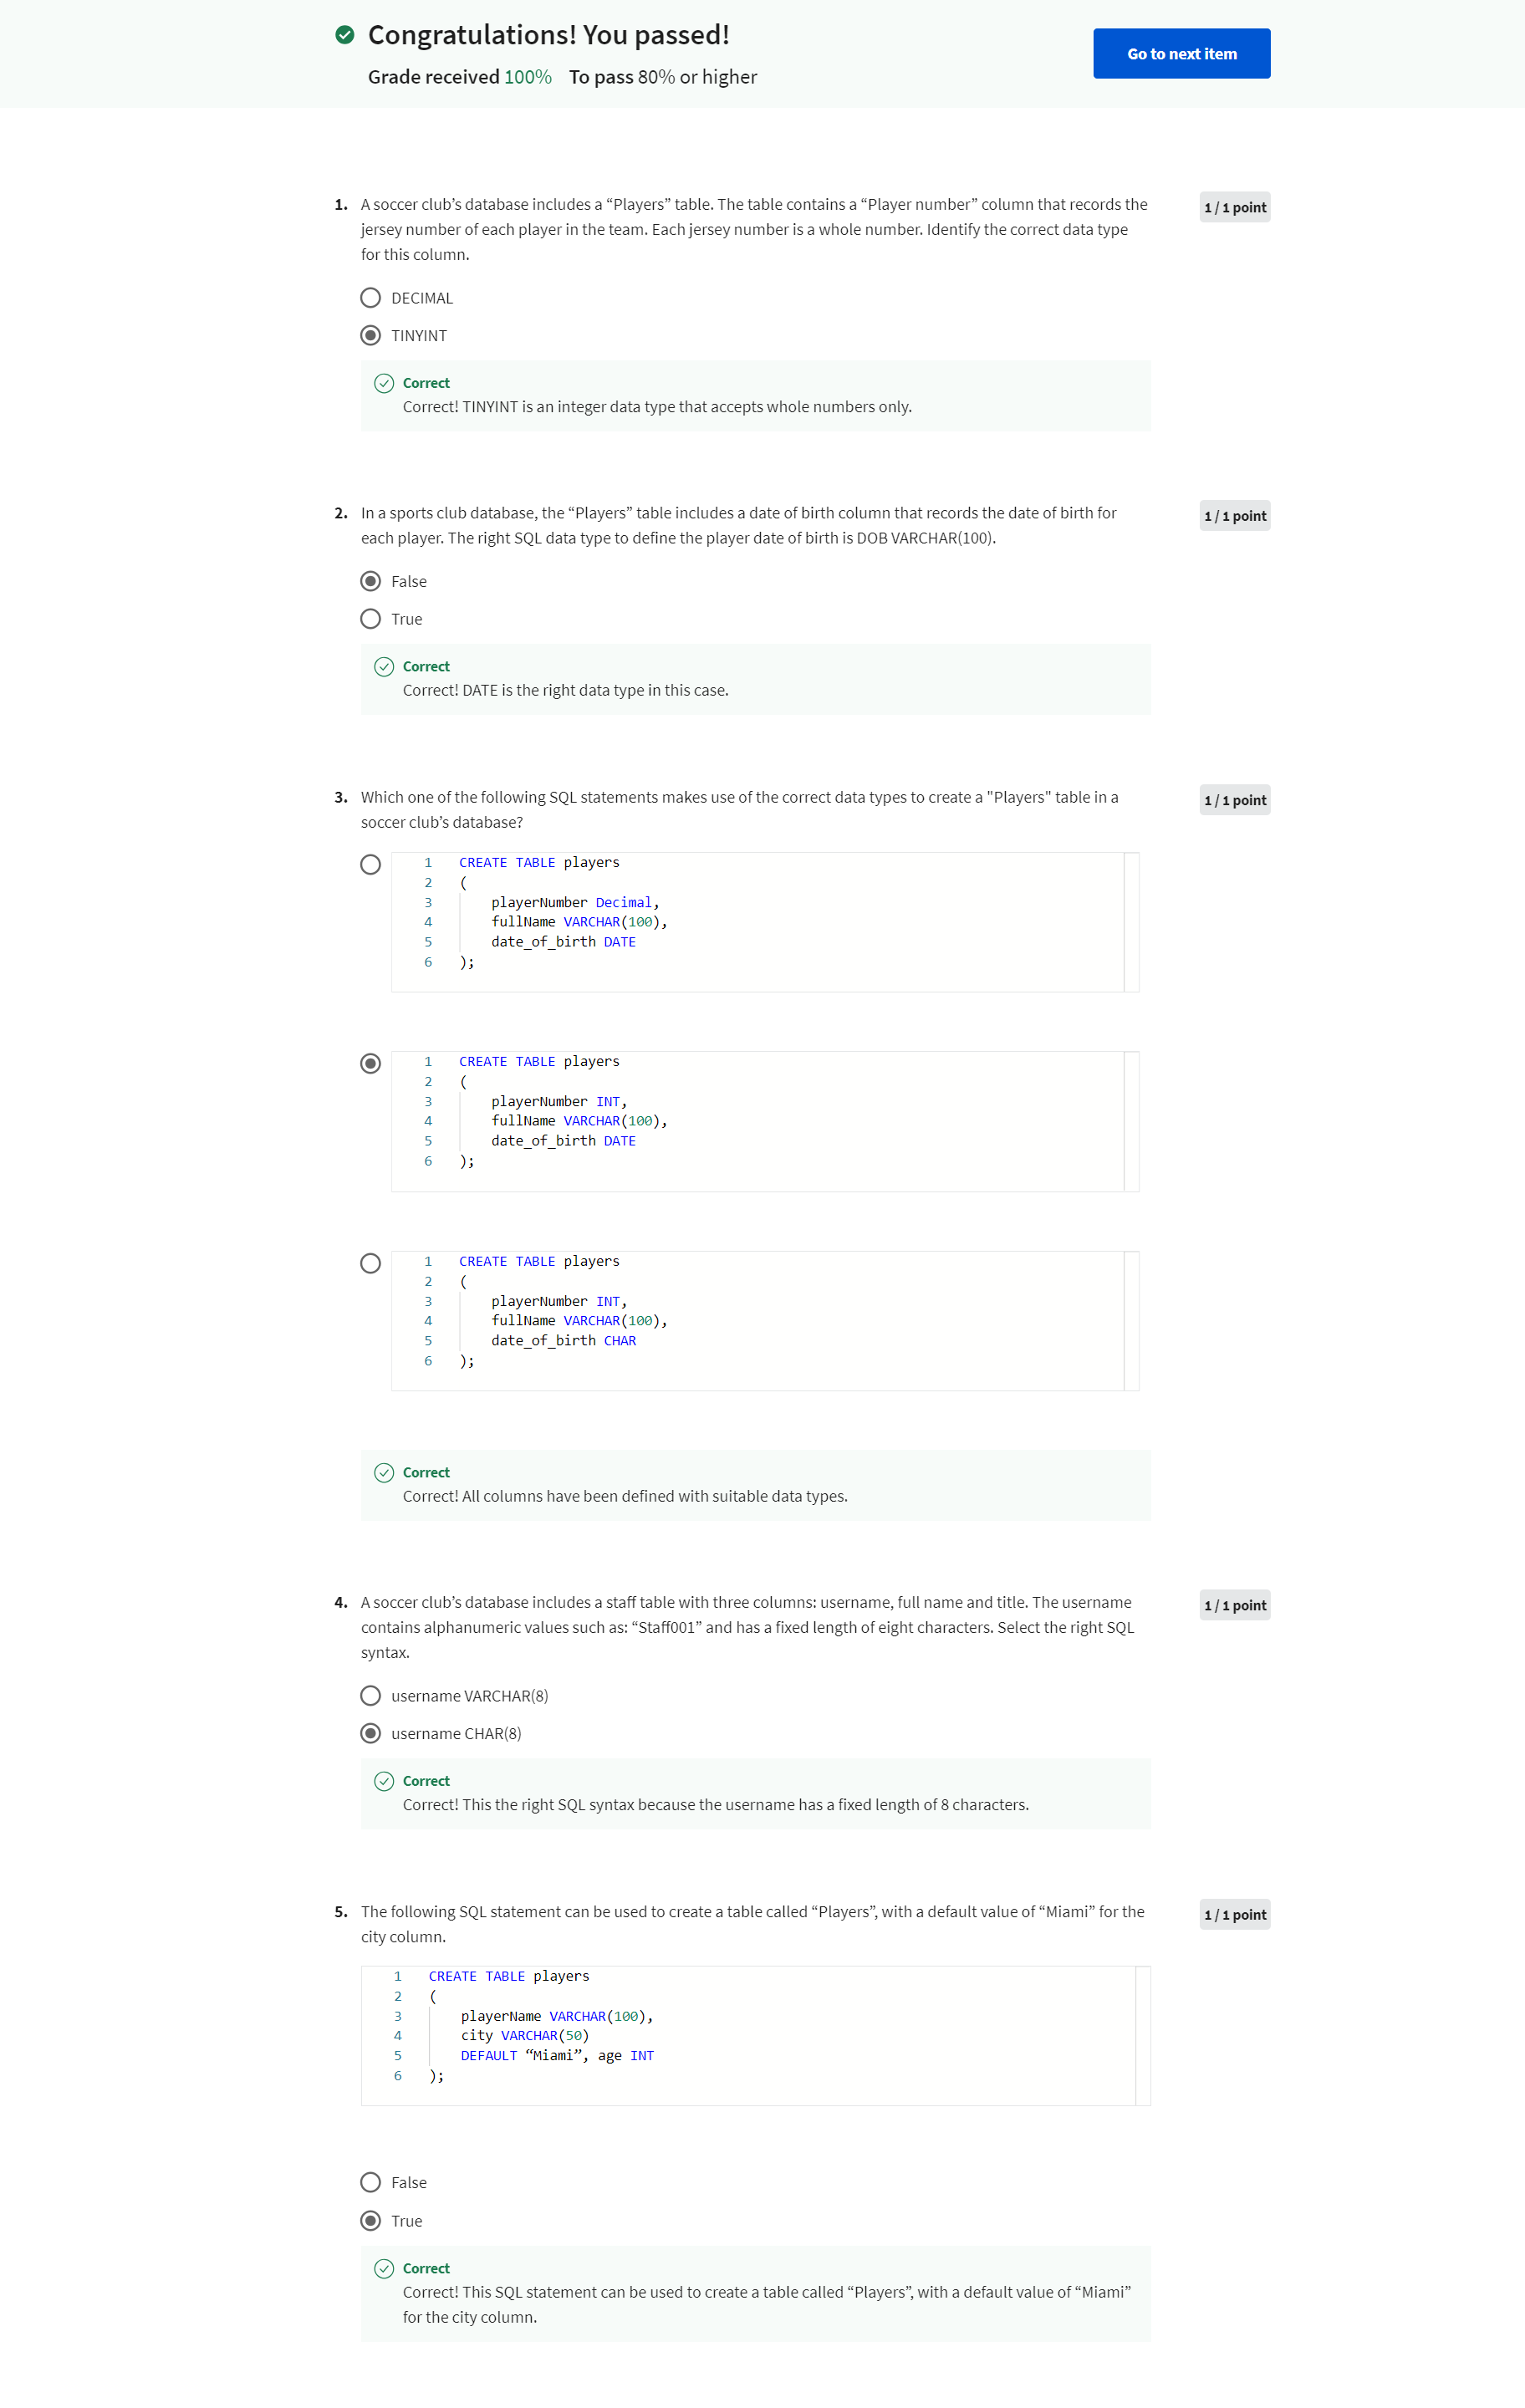 Congratulations! You passed!
Grade received 100% To pass 80% or higher
Go to next item
1. A soccer club’s database includes a “Players” table. The table contains a “Player number” column that records the
jersey number of each player in the team. Each jersey number is a whole number. Identify the correct data type
for this column.
1 / 1 point
DECIMAL
TINYINT
Correct
Correct! TINYINT is an integer data type that accepts whole numbers only.
2. In a sports club database, the “Players” table includes a date of birth column that records the date of birth for
each player. The right SQL data type to define the player date of birth is DOB VARCHAR(100).
1 / 1 point
False
True
Correct
Correct! DATE is the right data type in this case.
3. Which one of the following SQL statements makes use of the correct data types to create a "Players" table in a
soccer club’s database?
1 / 1 point
1 CREATE TABLE players
2 (
3 playerNumber Decimal,
4 fullName VARCHAR(100),
5 date_of_birth DATE
6 );
1 CREATE TABLE players
2 (
3 playerNumber INT,
4 fullName VARCHAR(100),
5 date_of_birth DATE
6 );
1 CREATE TABLE players
2 (
3 playerNumber INT,
4 fullName VARCHAR(100),
5 date_of_birth CHAR
6 );
Correct
Correct! All columns have been defined with suitable data types.
4. A soccer club’s database includes a staff table with three columns: username, full name and title. The username
contains alphanumeric values such as: “Staff001” and has a fixed length of eight characters. Select the right SQL
syntax.
1 / 1 point
username VARCHAR(8)
username CHAR(8)
Correct
Correct! This the right SQL syntax because the username has a fixed length of 8 characters.
5. The following SQL statement can be used to create a table called “Players”, with a default value of “Miami” for the
city column.
1 / 1 point
1 CREATE TABLE players
2 (
3 playerName VARCHAR(100),
4 city VARCHAR(50)
5 DEFAULT “Miami”, age INT
6 );
False
True
Correct
Correct! This SQL statement can be used to create a table called “Players”, with a default value of “Miami”
for the city column.